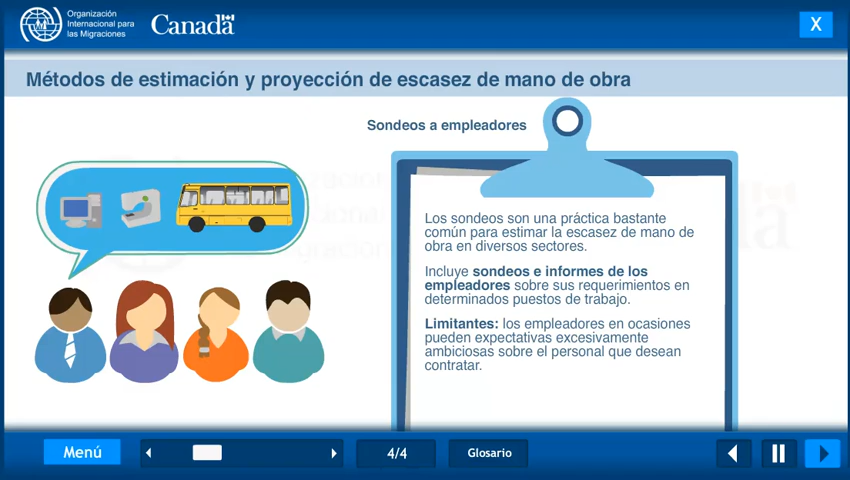 Organización
Internacional para
las Migraciones
Canada
X
Métodos de estimación y proyección de escasez de mano de obra
Sondeos a empleadores
Los sondeos son una práctica bastante
común para estimar la escasez de mano de
obra en diversos sectores.
Incluye sondeos e informes de los
empleadores sobre sus requerimientos en
determinados puestos de trabajo.
Limitantes: los empleadores en ocasiones
pueden expectativas excesivamente
ambiciosas sobre el personal que desean
contratar.
Menú
4/4
Glosario